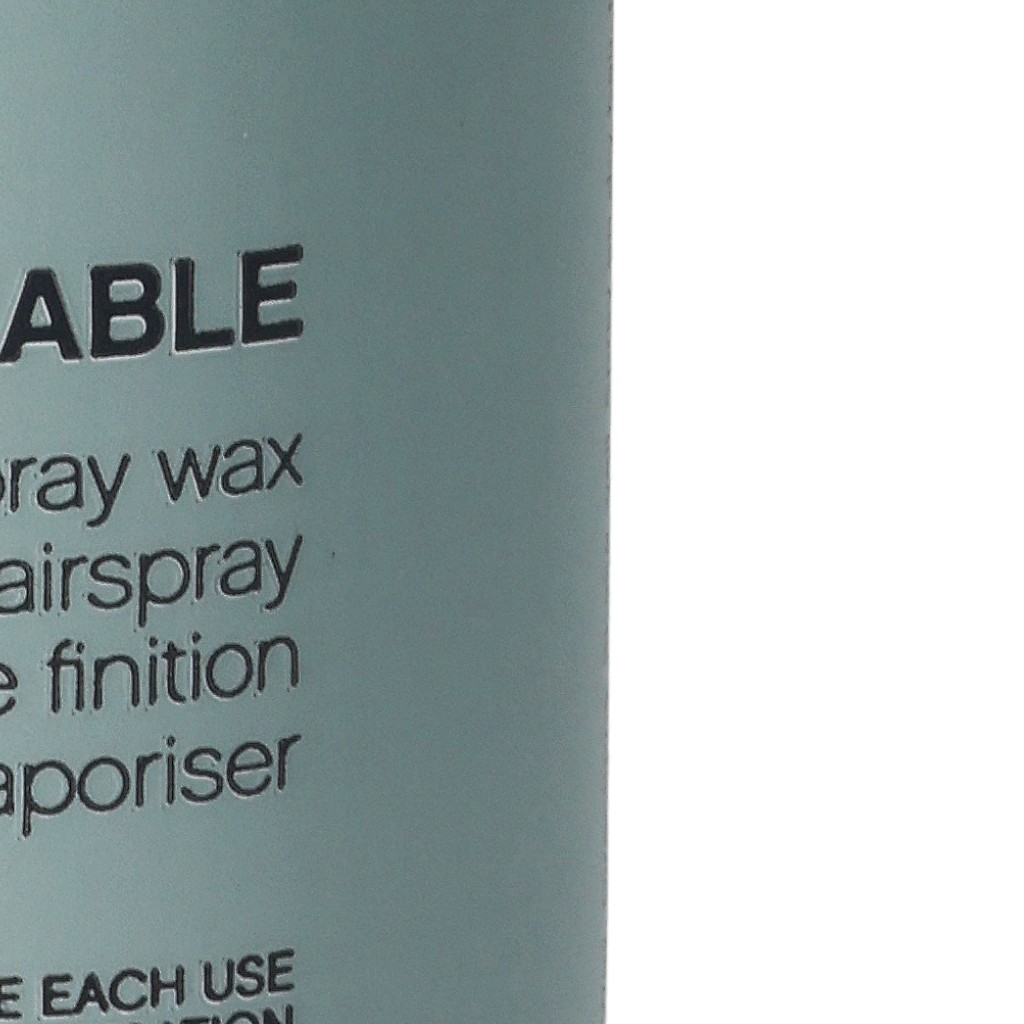 ABLE
pray wax
airspray
e finition
aporiser
E EACH USE